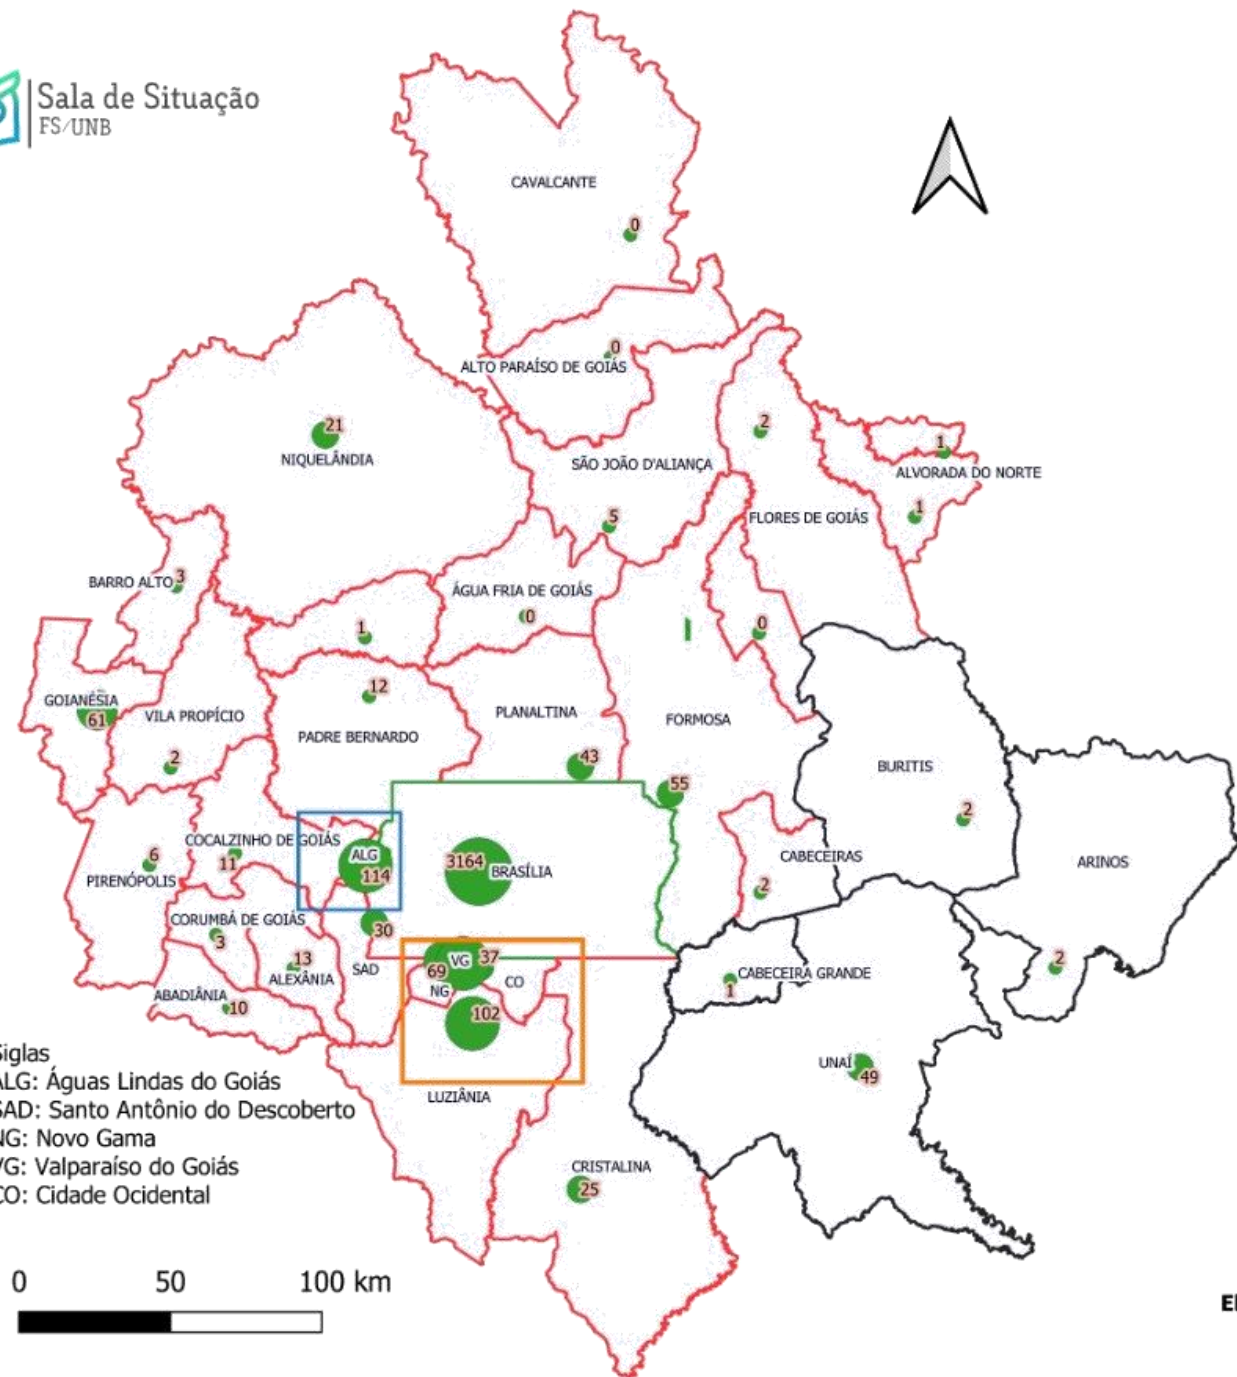 Sala de Situação
FS/UNB
CAVALCANTE
0
0
ALTO PARAÍSO DE GOIÁS
21
NIQUELÂNDIA
2
1
SÃO JOÃO D'ALIANÇA
ALVORADA DO NORTE
5
FLORES DE GOIÁS
1
BARRO ALTO
3
ÁGUA FRIA DE GOIÁS
0
1
0
GOIANÉSIA
61
VILA PROPÍCIO
12
PLANALTINA
FORMOSA
PADRE BERNARDO
2
43
55
BURITIS
2
COCALZINHO DE GOIÁS
11
6
PIRENÓPOLIS
ALG
114
3164
BRASÍLIA
CABECEIRAS
2
ARINOS
CORUMBÁ DE GOIÁS
3
30
13
ALEXÂNIA
SAD
69
VG
37
NG
CO
CABECEIRA GRANDE
1
2
ABADIÂNIA
10
102
UNAÍ
49
LUZIÂNIA
Siglas
ALG: Águas Lindas do Goiás
SAD: Santo Antônio do Descoberto
NG: Novo Gama
VG: Valparaíso do Goiás
CO: Cidade Ocidental
CRISTALINA
25
0 50 100 km